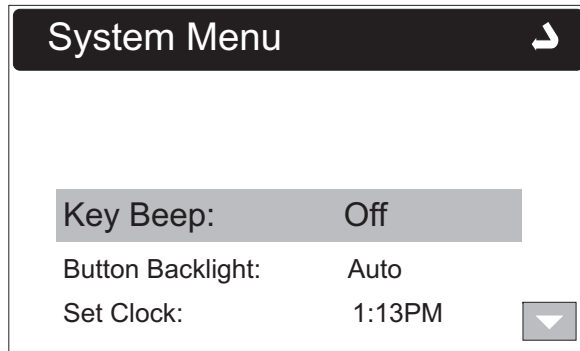 System Menu
Key Beep: Off
Button Backlight: Auto
Set Clock: 1:13PM